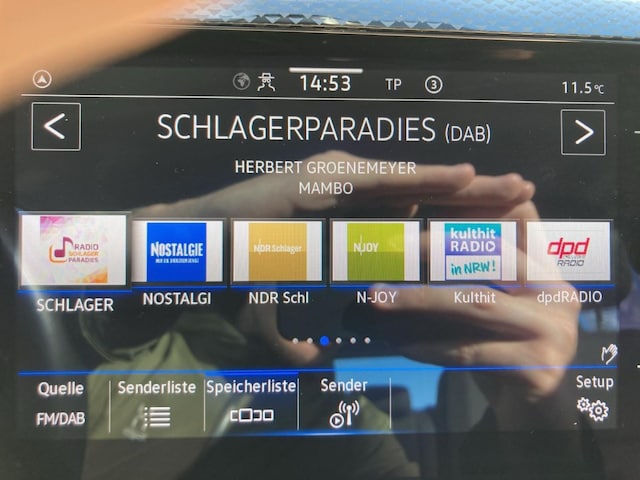 14:53 TP 3 11.5°C
< SCHLAGERPARADIES (DAB) >
HERBERT GROENEMEYER
MAMBO
RADIO SCHLAGER PARADIES
NOSTALGIE
NDR Schlager
NJOY
kulthit RADIO in NRW!
dpd RADIO
SCHLAGER NOSTALGI NDR Schl N-JOY Kulthit dpdRADIO
Quelle Senderliste Speicherliste Sender Setup
FM/DAB